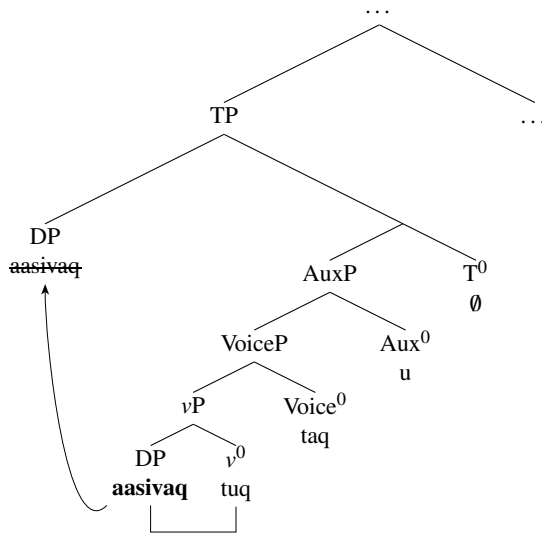 ...
TP ...
DP
aasivaq
AuxP T⁰
∅
VoiceP Aux⁰
u
vP Voice⁰
taq
DP v⁰
aasivaq tuq